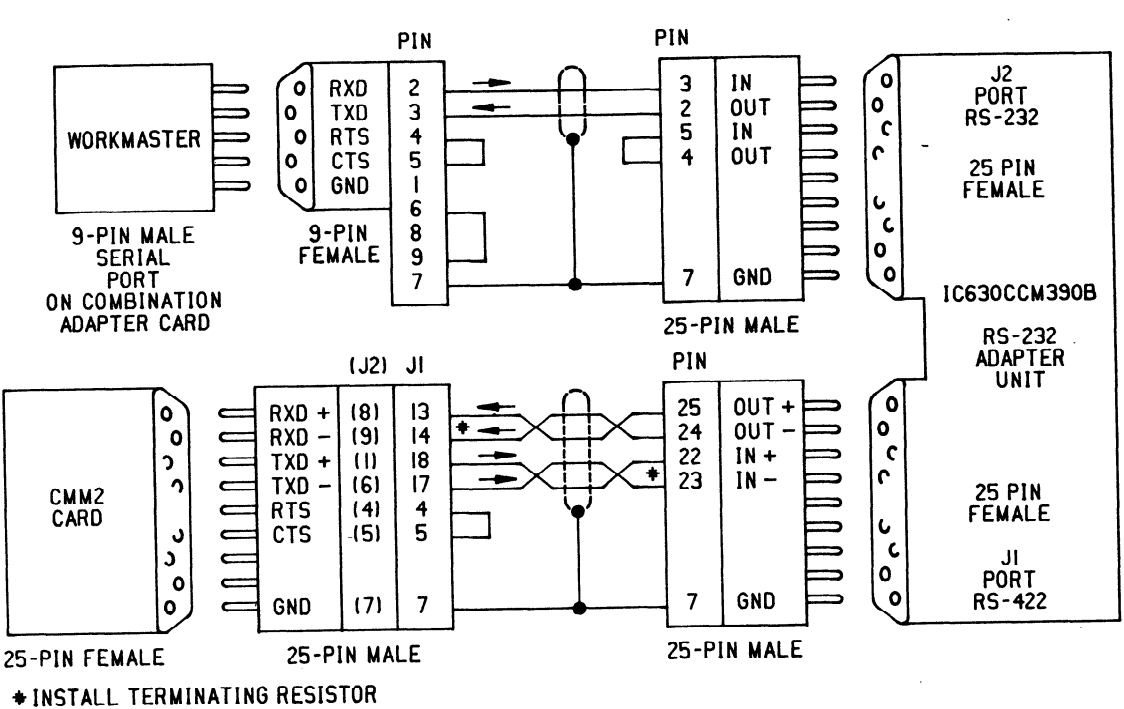 PIN
WORKMASTER
9-PIN MALE
SERIAL
PORT
ON COMBINATION
ADAPTER CARD
RXD 2
TXD 3
RTS 4
CTS 5
GND 1
6
8
9
7
9-PIN
FEMALE
PIN
3 IN
2 OUT
5 IN
4 OUT
7 GND
25-PIN MALE
J2
PORT
RS-232
25 PIN
FEMALE
IC630CCM390B
RS-232
ADAPTER
UNIT
25 PIN
FEMALE
J1
PORT
RS-422
CMM2
CARD
25-PIN FEMALE
(J2) J1
RXD + (8) 13
RXD - (9) 14 *
TXD + (1) 18
TXD - (6) 17
RTS (4) 4
CTS (5) 5
GND (7) 7
25-PIN MALE
PIN
25 OUT +
24 OUT -
22 IN +
* 23 IN -
7 GND
25-PIN MALE
* INSTALL TERMINATING RESISTOR